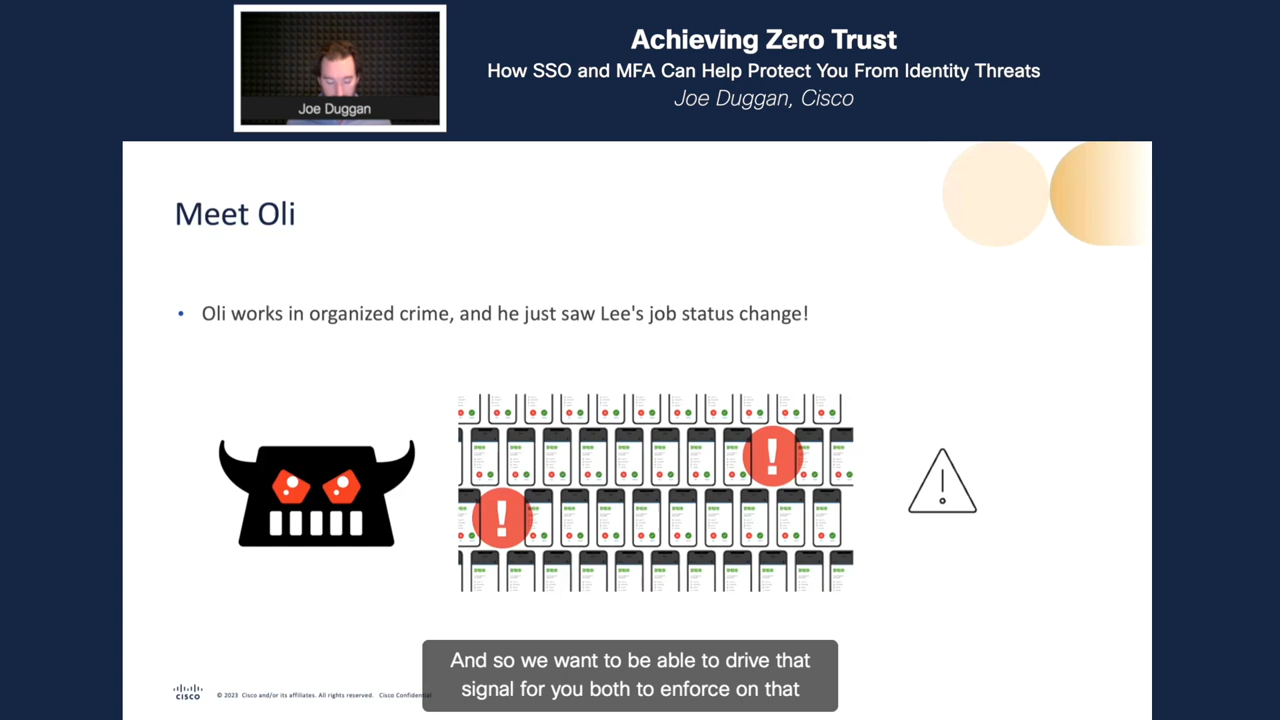 Joe Duggan
Achieving Zero Trust
How SSO and MFA Can Help Protect You From Identity Threats
Joe Duggan, Cisco
Meet Oli
• Oli works in organized crime, and he just saw Lee's job status change!
!
!
And so we want to be able to drive that
signal for you both to enforce on that
CISCO
© 2023 Cisco and/or its affiliates. All rights reserved. Cisco Confidential